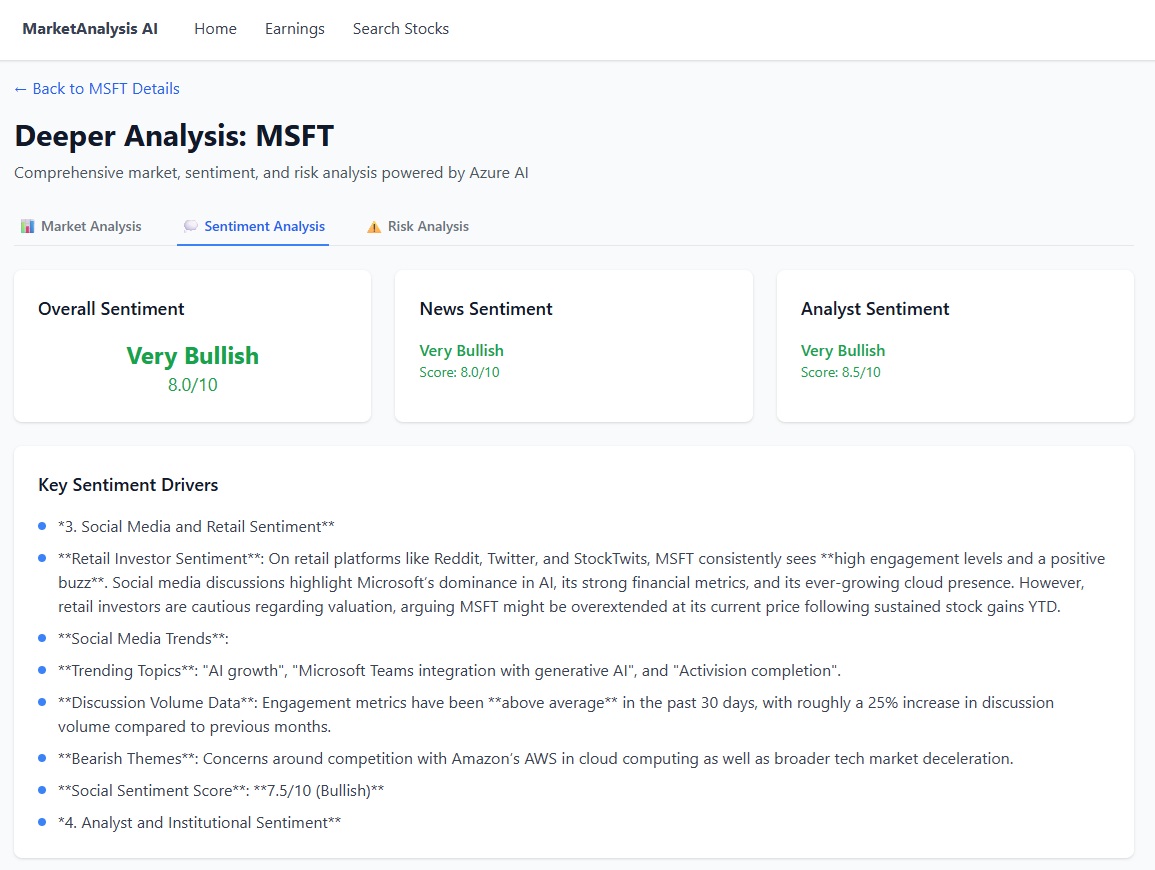 MarketAnalysis AI Home Earnings Search Stocks
← Back to MSFT Details
Deeper Analysis: MSFT
Comprehensive market, sentiment, and risk analysis powered by Azure AI
Market Analysis Sentiment Analysis Risk Analysis
Overall Sentiment
Very Bullish
8.0/10
News Sentiment
Very Bullish
Score: 8.0/10
Analyst Sentiment
Very Bullish
Score: 8.5/10
Key Sentiment Drivers
*3. Social Media and Retail Sentiment**
**Retail Investor Sentiment**: On retail platforms like Reddit, Twitter, and StockTwits, MSFT consistently sees **high engagement levels and a positive
buzz**. Social media discussions highlight Microsoft’s dominance in AI, its strong financial metrics, and its ever-growing cloud presence. However,
retail investors are cautious regarding valuation, arguing MSFT might be overextended at its current price following sustained stock gains YTD.
**Social Media Trends**:
**Trending Topics**: "AI growth", "Microsoft Teams integration with generative AI", and "Activision completion".
**Discussion Volume Data**: Engagement metrics have been **above average** in the past 30 days, with roughly a 25% increase in discussion
volume compared to previous months.
**Bearish Themes**: Concerns around competition with Amazon’s AWS in cloud computing as well as broader tech market deceleration.
**Social Sentiment Score**: **7.5/10 (Bullish)**
*4. Analyst and Institutional Sentiment**